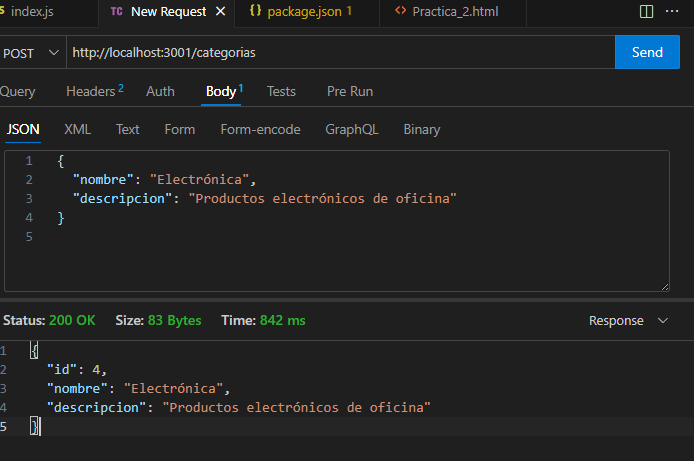 index.js TC New Request × {} package.json 1 <> Practica_2.html ···
POST http://localhost:3001/categorias Send
Query Headers 2 Auth Body 1 Tests Pre Run
JSON XML Text Form Form-encode GraphQL Binary
1 {
2 "nombre": "Electrónica",
3 "descripcion": "Productos electrónicos de oficina"
4 }
5
Status: 200 OK Size: 83 Bytes Time: 842 ms Response
1 {
2 "id": 4,
3 "nombre": "Electrónica",
4 "descripcion": "Productos electrónicos de oficina"
5 }